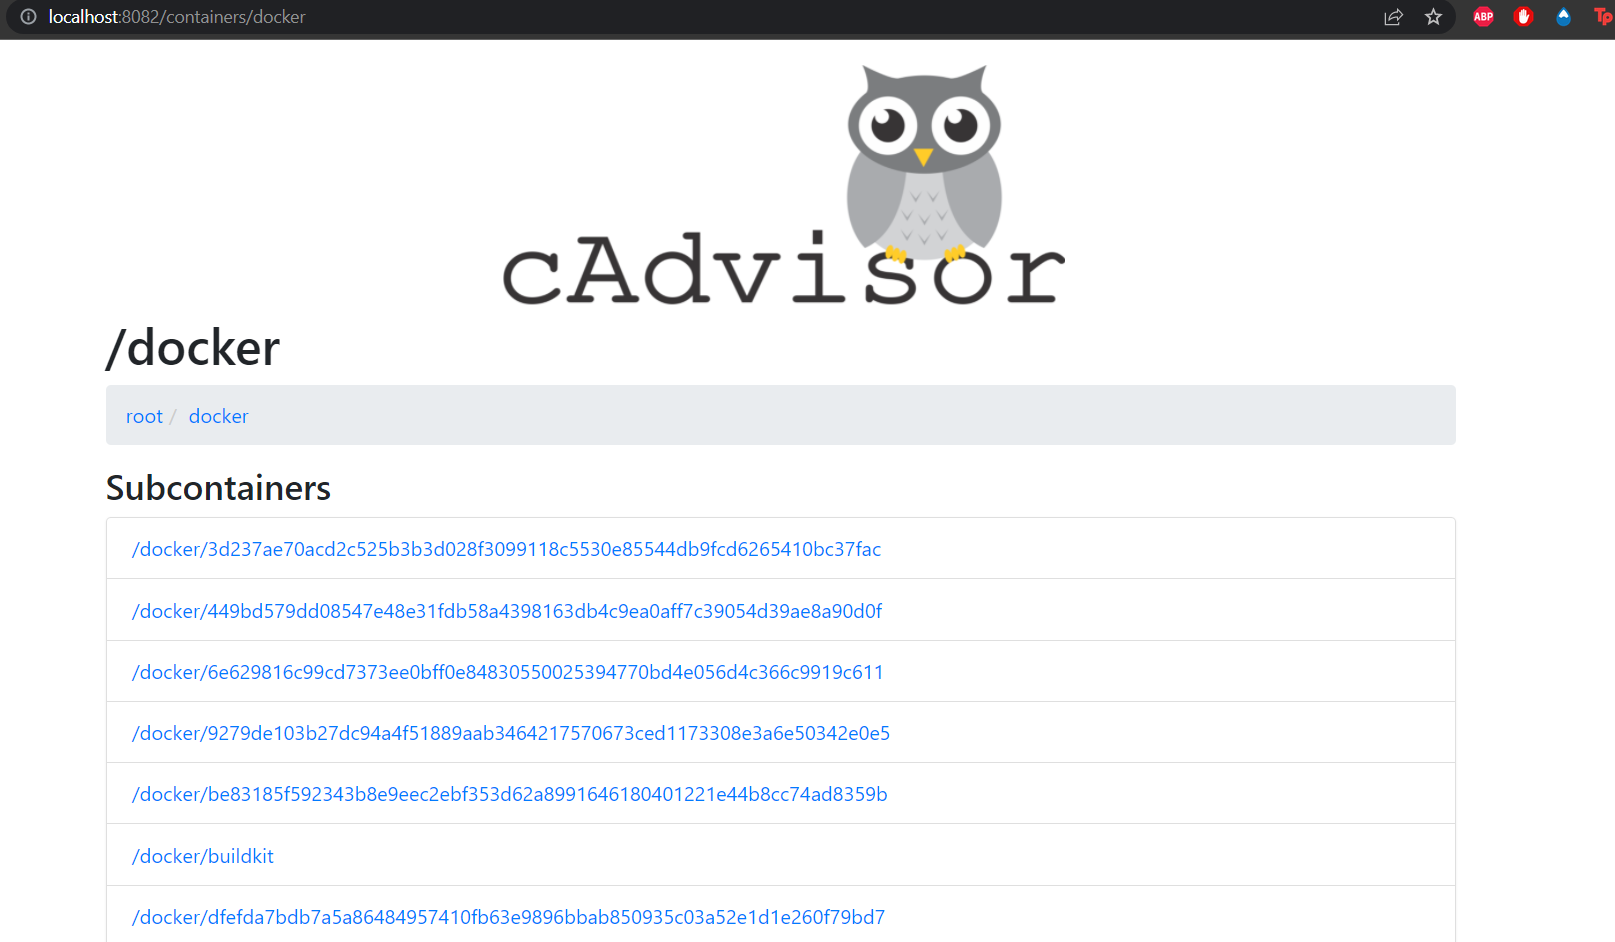 localhost:8082/containers/docker
ABP
Tp
cAdvisor
/docker
root / docker
Subcontainers
/docker/3d237ae70acd2c525b3b3d028f3099118c5530e85544db9fcd6265410bc37fac
/docker/449bd579dd08547e48e31fdb58a4398163db4c9ea0aff7c39054d39ae8a90d0f
/docker/6e629816c99cd7373ee0bff0e84830550025394770bd4e056d4c366c9919c611
/docker/9279de103b27dc94a4f51889aab3464217570673ced1173308e3a6e50342e0e5
/docker/be83185f592343b8e9eec2ebf353d62a8991646180401221e44b8cc74ad8359b
/docker/buildkit
/docker/dfefda7bdb7a5a86484957410fb63e9896bbab850935c03a52e1d1e260f79bd7